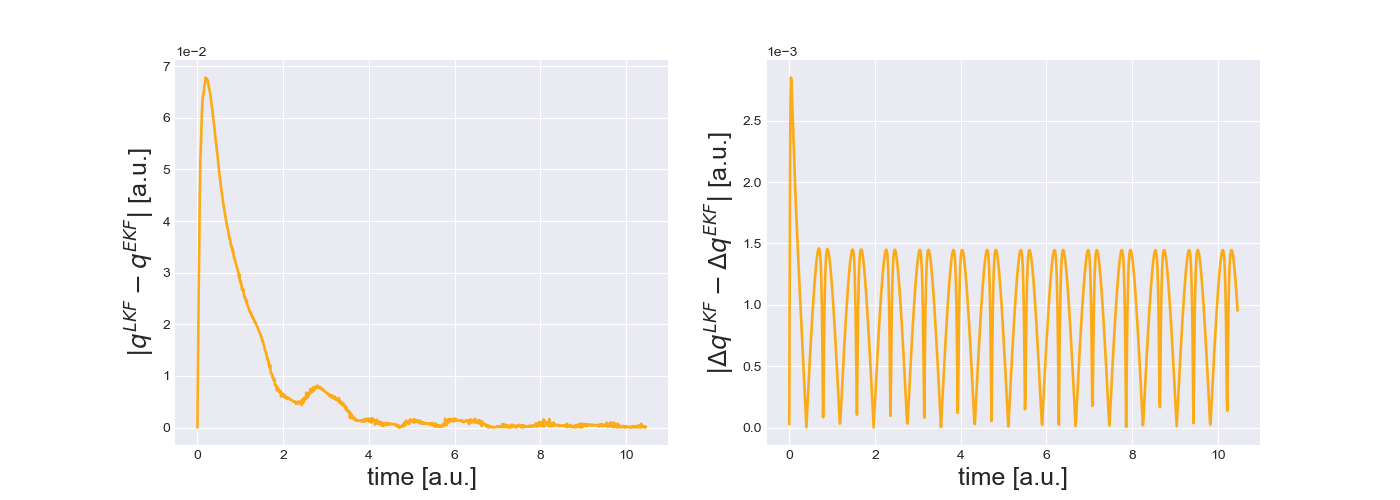 1e−2
7
6
5
4
3
2
1
0
|q^{LKF} − q^{EKF}| [a.u.]
0 2 4 6 8 10
time [a.u.]
1e−3
2.5
2.0
1.5
1.0
0.5
0.0
|Δq^{LKF} − Δq^{EKF}| [a.u.]
0 2 4 6 8 10
time [a.u.]